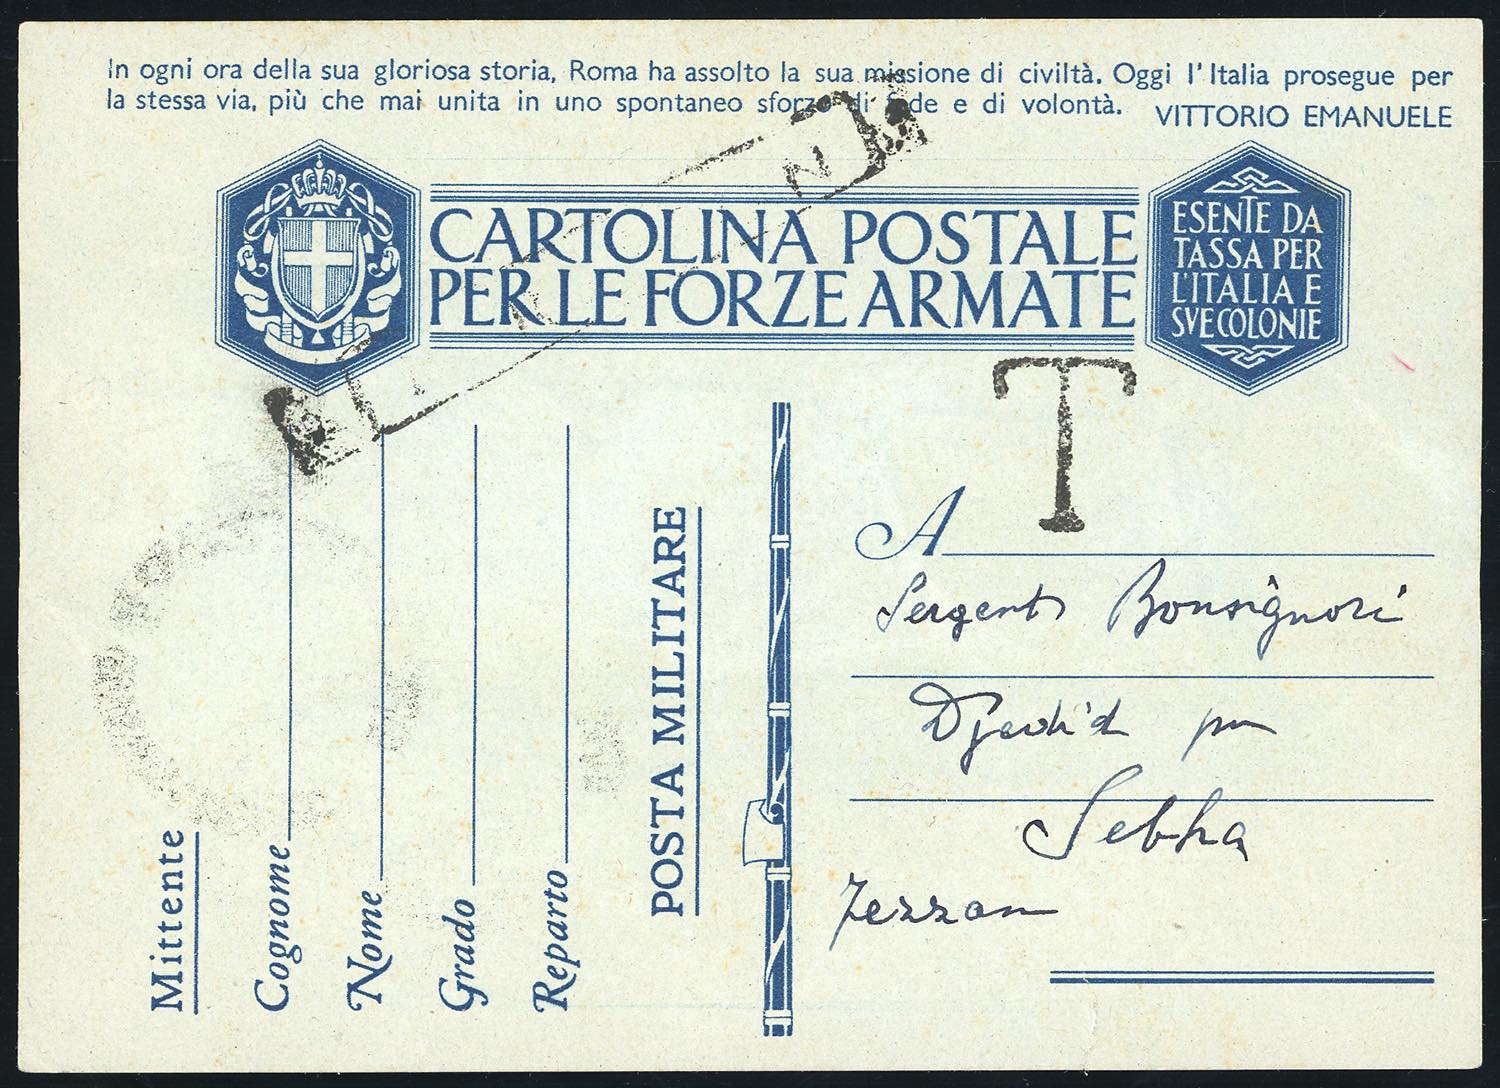 In ogni ora della sua gloriosa storia, Roma ha assolto la sua missione di civiltà. Oggi l'Italia prosegue per
la stessa via, più che mai unita in uno spontaneo sforzo di fede e di volontà.
VITTORIO EMANUELE
CARTOLINA POSTALE
PER LE FORZE ARMATE
ESENTE DA
TASSA PER
L'ITALIA E
SVE COLONIE
T
Mittente
Cognome
Nome
Grado
Reparto
POSTA MILITARE
A
Sergente Bonsignori
per
Sebha
Fezzan